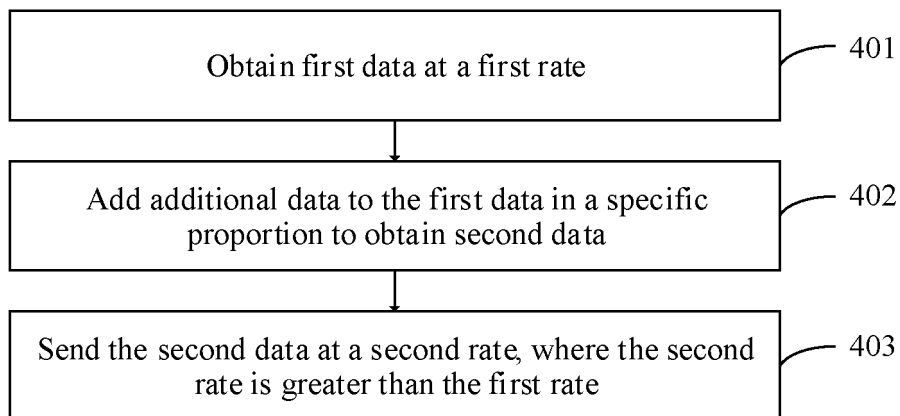 Obtain first data at a first rate
401
Add additional data to the first data in a specific
proportion to obtain second data
402
Send the second data at a second rate, where the second
rate is greater than the first rate
403